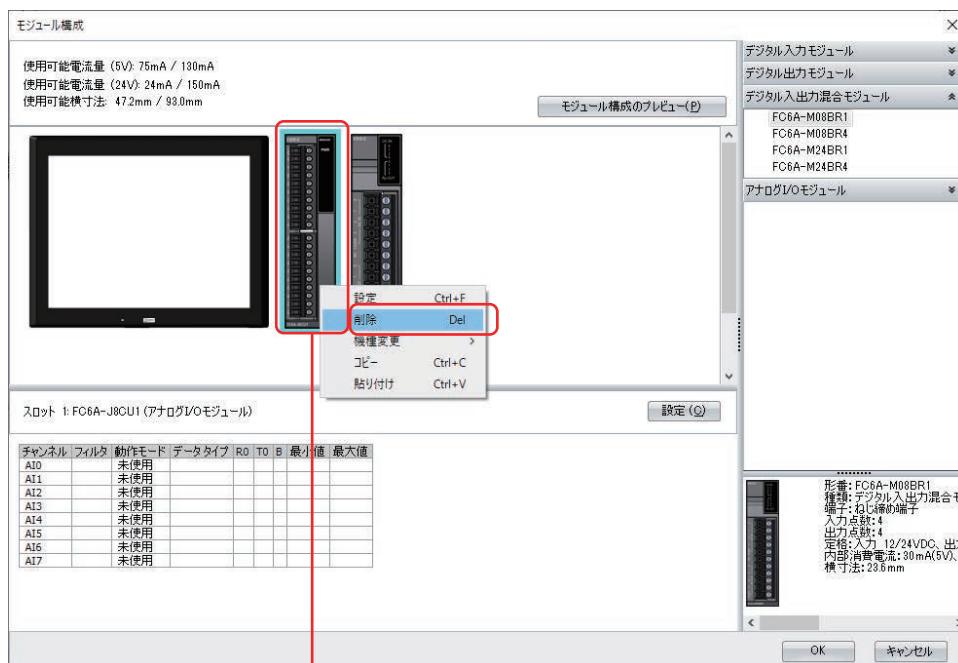 モジュール構成
使用可能電流量 (5V): 75mA / 130mA
使用可能電流量 (24V): 24mA / 150mA
使用可能横寸法: 47.2mm / 93.0mm
モジュール構成のプレビュー(P)
設定 Ctrl+F
削除 Del
機種変更
コピー Ctrl+C
貼り付け Ctrl+V
スロット 1: FC6A-J8CU1 (アナログI/Oモジュール)
設定(O)
チャンネル フィルタ 動作モード データタイプ R0 T0 B 最小値 最大値
AI0 未使用
AI1 未使用
AI2 未使用
AI3 未使用
AI4 未使用
AI5 未使用
AI6 未使用
AI7 未使用
デジタル入力モジュール
デジタル出力モジュール
デジタル入出力混合モジュール
FC6A-M08BR1
FC6A-M08BR4
FC6A-M24BR1
FC6A-M24BR4
アナログI/Oモジュール
形番: FC6A-M08BR1
種類: デジタル入出力混合モ
端子: ねじ締め端子
入力点数: 4
出力点数: 4
定格: 入力 12/24VDC、出
内部消費電流: 30mA(5V)、
横寸法: 23.6mm
OK キャンセル